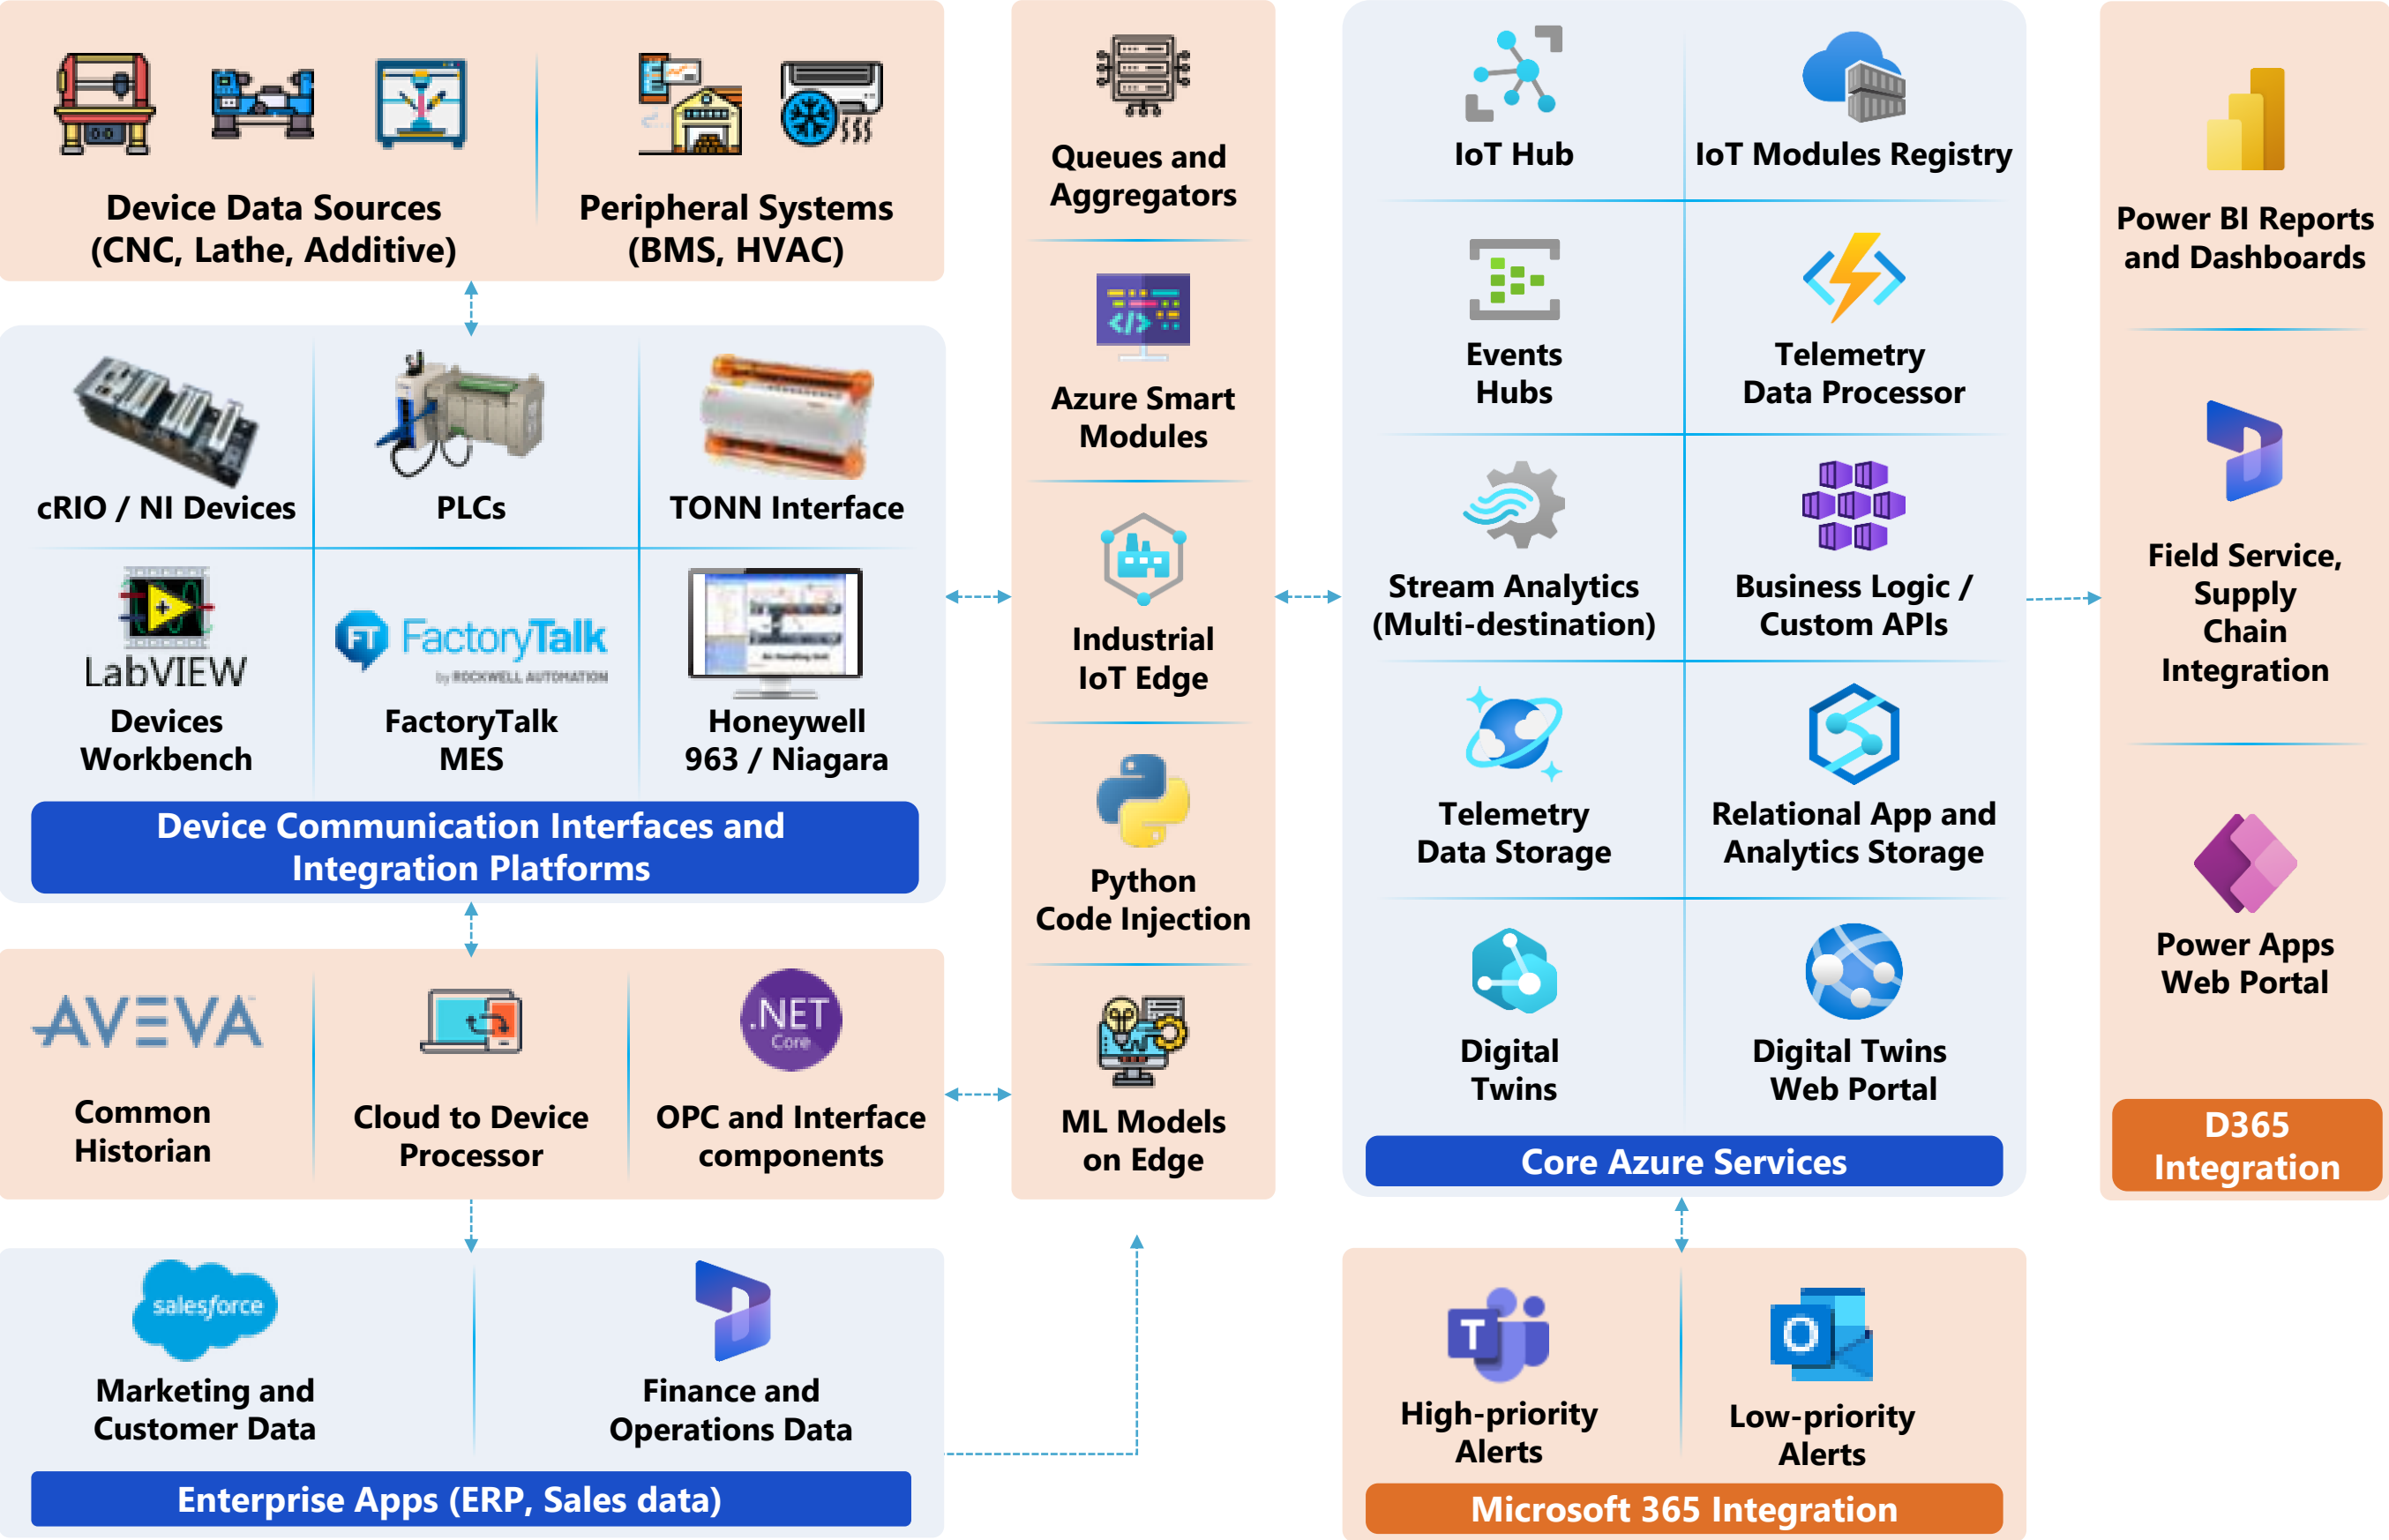 Device Data Sources
(CNC, Lathe, Additive)
Peripheral Systems
(BMS, HVAC)
cRIO / NI Devices
PLCs
TONN Interface
LabVIEW
Devices
Workbench
FT FactoryTalk
by ROCKWELL AUTOMATION
FactoryTalk
MES
Honeywell
963 / Niagara
Device Communication Interfaces and
Integration Platforms
AVEVA
Common
Historian
Cloud to Device
Processor
.NET
Core
OPC and Interface
components
salesforce
Marketing and
Customer Data
Finance and
Operations Data
Enterprise Apps (ERP, Sales data)
Queues and
Aggregators
</>
Azure Smart
Modules
Industrial
IoT Edge
Python
Code Injection
ML Models
on Edge
IoT Hub
IoT Modules Registry
Events
Hubs
Telemetry
Data Processor
Stream Analytics
(Multi-destination)
Business Logic /
Custom APIs
Telemetry
Data Storage
Relational App and
Analytics Storage
Digital
Twins
Digital Twins
Web Portal
Core Azure Services
T
High-priority
Alerts
O
Low-priority
Alerts
Microsoft 365 Integration
Power BI Reports
and Dashboards
Field Service,
Supply
Chain
Integration
Power Apps
Web Portal
D365
Integration